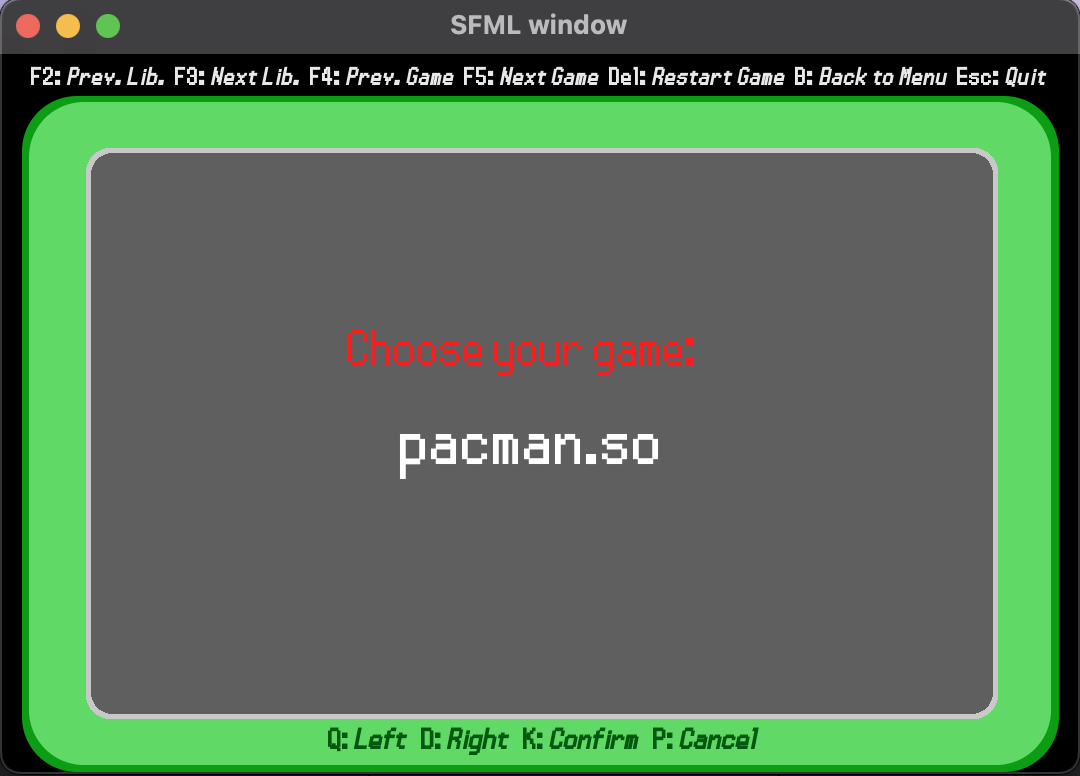 SFML window
F2: Prev. Lib. F3: Next Lib. F4: Prev. Game F5: Next Game Del: Restart Game B: Back to Menu Esc: Quit
Choose your game:
pacman.so
Q: Left D: Right K: Confirm P: Cancel